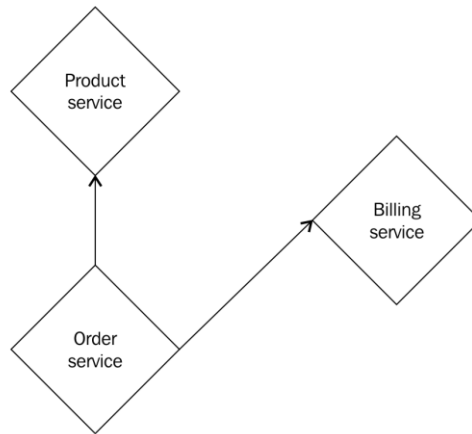 Product
service
Billing
service
Order
service